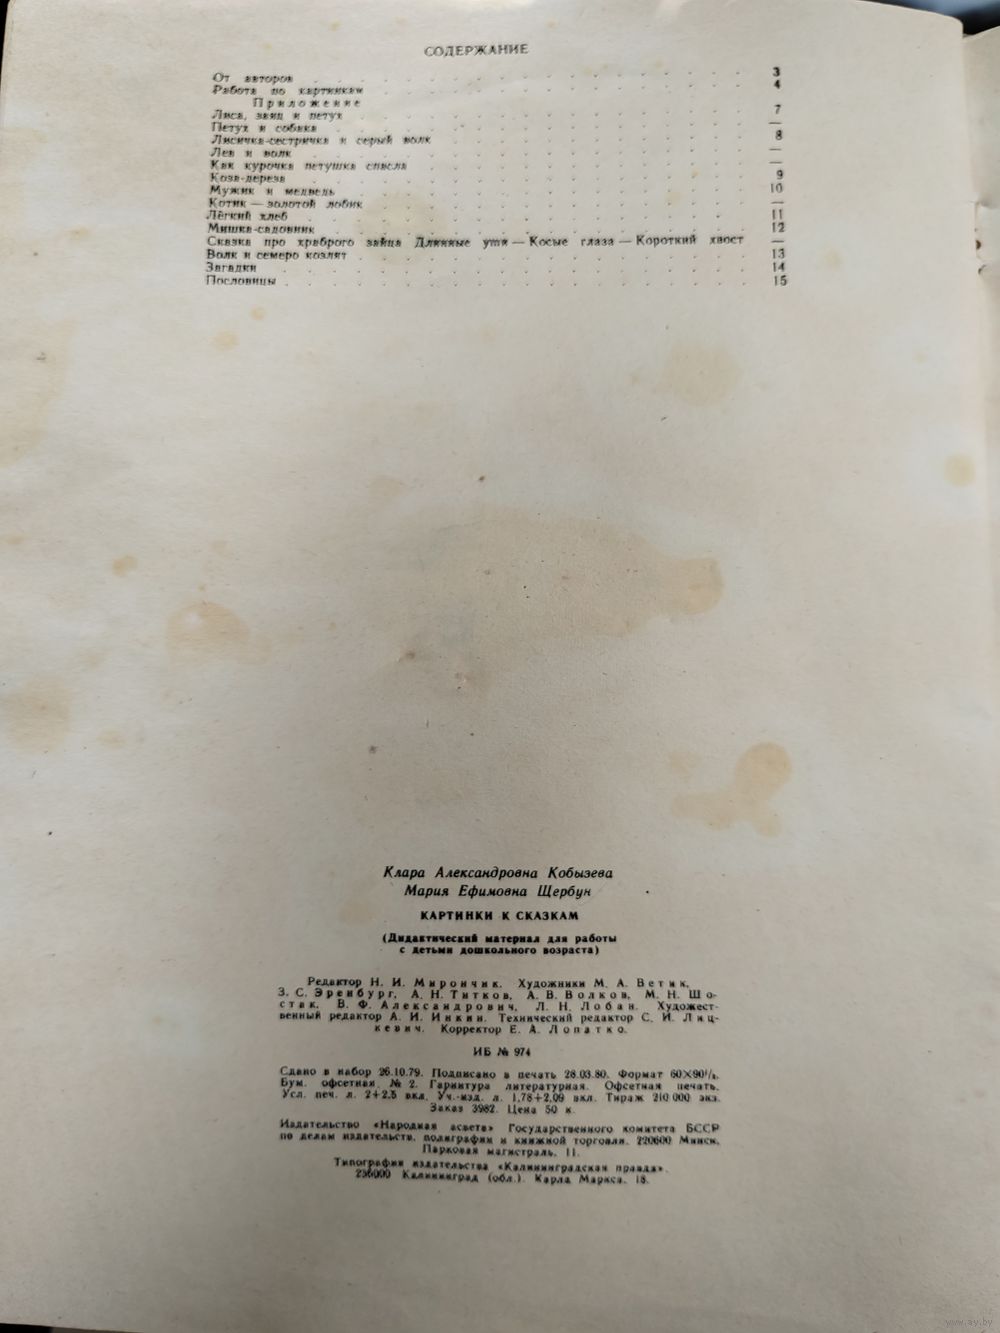 СОДЕРЖАНИЕ
От авторов 3
Работа по картинкам 4
Приложение
Лиса, заяц и петух 7
Петух и собака —
Лисичка-сестричка и серый волк 8
Лев и волк —
Как курочка петушка спасла —
Коза-дереза 9
Мужик и медведь 10
Котик — золотой лобик —
Лёгкий хлеб 11
Мишка-садовник 12
Сказка про храброго зайца Длинные уши — Косые глаза — Короткий хвост —
Волк и семеро козлят 13
Загадки 14
Пословицы 15
Клара Александровна Кобызева
Мария Ефимовна Щербун
КАРТИНКИ К СКАЗКАМ
(Дидактический материал для работы
с детьми дошкольного возраста)
Редактор Н. И. Мирончик. Художники М. А. Ветик,
З. С. Эренбург, А. Н. Титков, А. В. Волков, М. Н. Шо-
стак, В. Ф. Александрович, Л. Н. Лобан. Художест-
венный редактор А. И. Инкин. Технический редактор С. И. Лиц-
кевич. Корректор Е. А. Лопатко.
ИБ № 974
Сдано в набор 26.10.79. Подписано в печать 28.03.80. Формат 60×90¹/₈.
Бум. офсетная № 2. Гарнитура литературная. Офсетная печать.
Усл. печ. л. 2+2,5 вкл. Уч.-изд. л. 1,78+2,09 вкл. Тираж 210 000 экз.
Заказ 3982. Цена 50 к.
Издательство «Народная асвета» Государственного комитета БССР
по делам издательств, полиграфии и книжной торговли. 220600 Минск,
Парковая магистраль, 11.
Типография издательства «Калининградская правда»,
236000 Калининград (обл.). Карла Маркса, 18.
www.ay.by